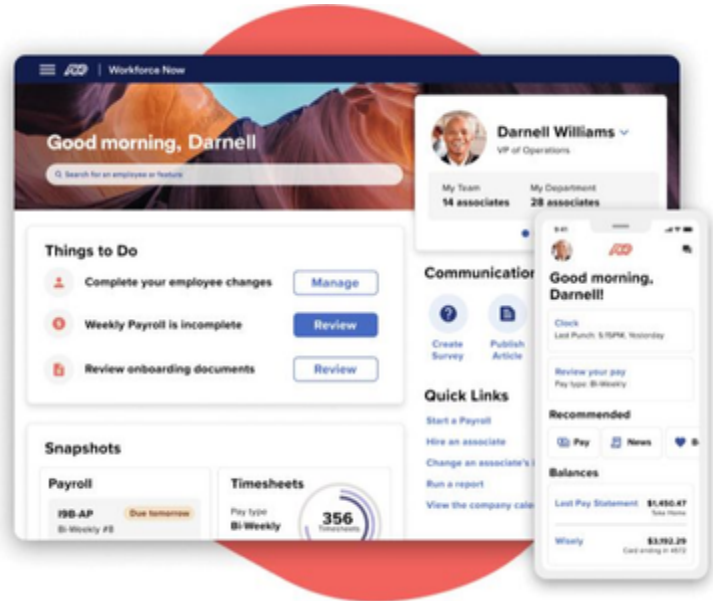 ADP | Workforce Now
Good morning, Darnell
Search for an employee or feature
Darnell Williams
VP of Operations
My Team
14 associates
My Department
28 associates
Things to Do
Complete your employee changes
Manage
Weekly Payroll is incomplete
Review
Review onboarding documents
Review
Communication
Create
Survey
Publish
Article
Quick Links
Start a Payroll
Hire an associate
Change an associate's
Run a report
View the company
Snapshots
Payroll
I9B-AP
Due tomorrow
Bi-Weekly #8
Timesheets
Pay type
Bi-Weekly
356
Timesheets
9:41
ADP
Good morning,
Darnell!
Clock
Last Punch: 5:15PM, Yesterday
Review your pay
Pay type: Bi-Weekly
Recommended
Pay
News
Balances
Last Pay Statement $1,450.47
Take Home
Wisely $3,192.29
Card ending in 4872